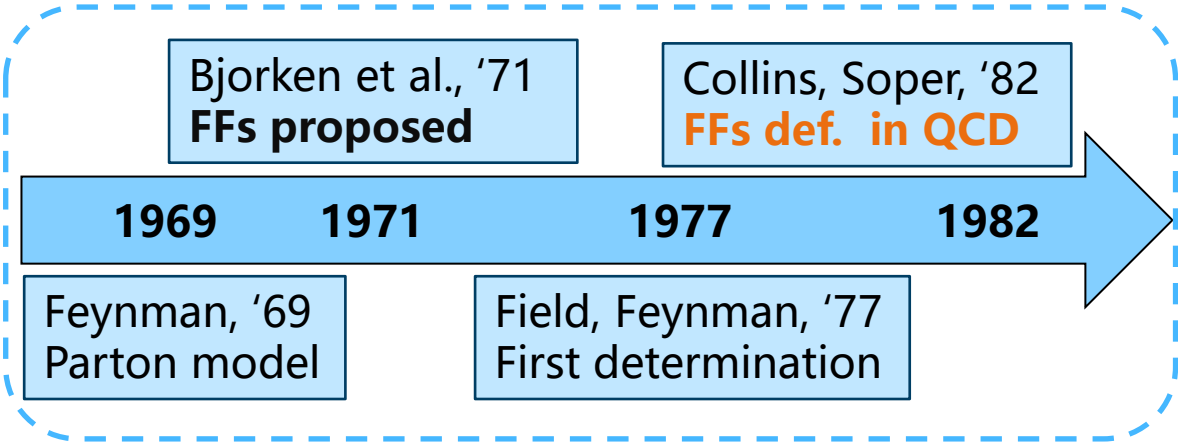 Bjorken et al., ‘71
FFs proposed
Collins, Soper, ‘82
FFs def.  in QCD
1969
1971
1977
1982
Feynman, ‘69
Parton model
Field, Feynman, ‘77
First determination